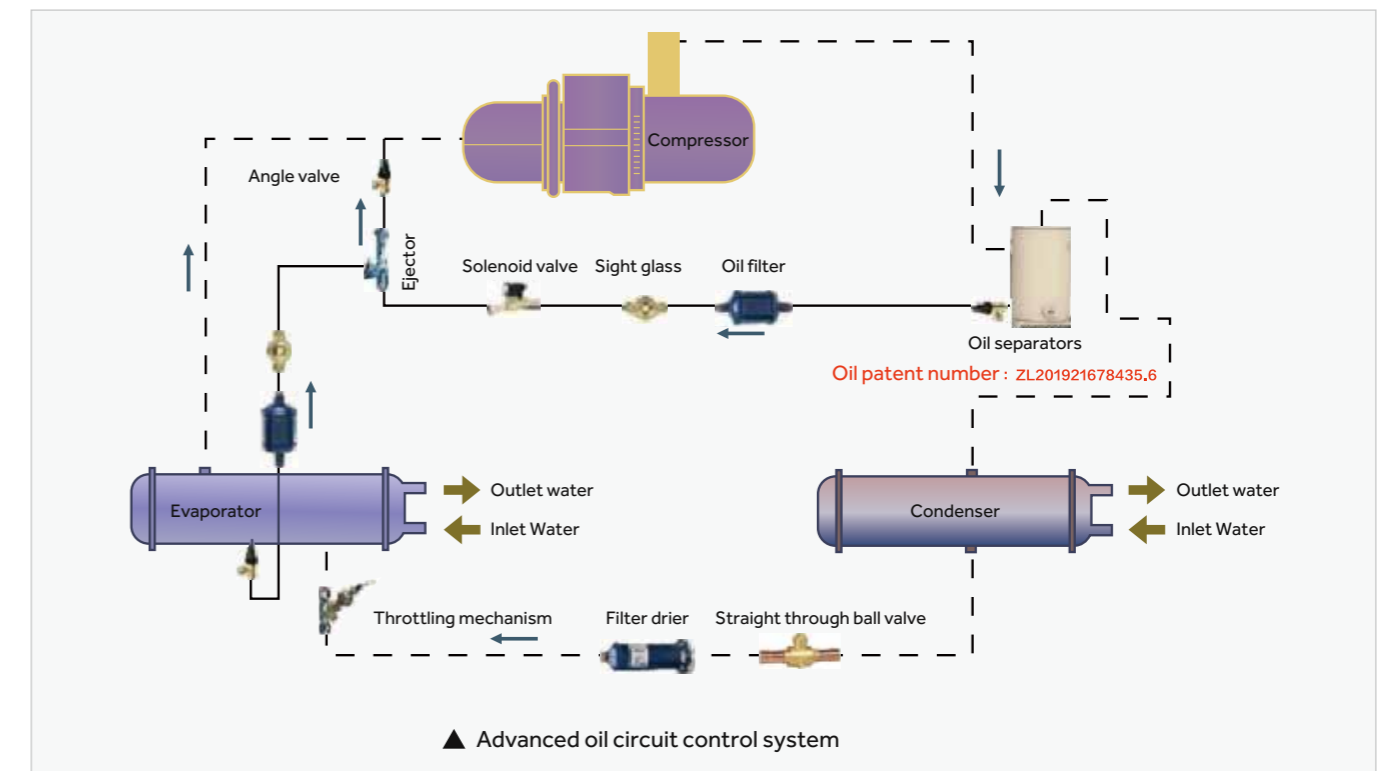 Compressor
Angle valve
Ejector
Solenoid valve
Sight glass
Oil filter
Oil separators
Oil patent number : ZL201921678435.6
Evaporator
Outlet water
Inlet Water
Condenser
Outlet water
Inlet Water
Throttling mechanism
Filter drier
Straight through ball valve
▲ Advanced oil circuit control system